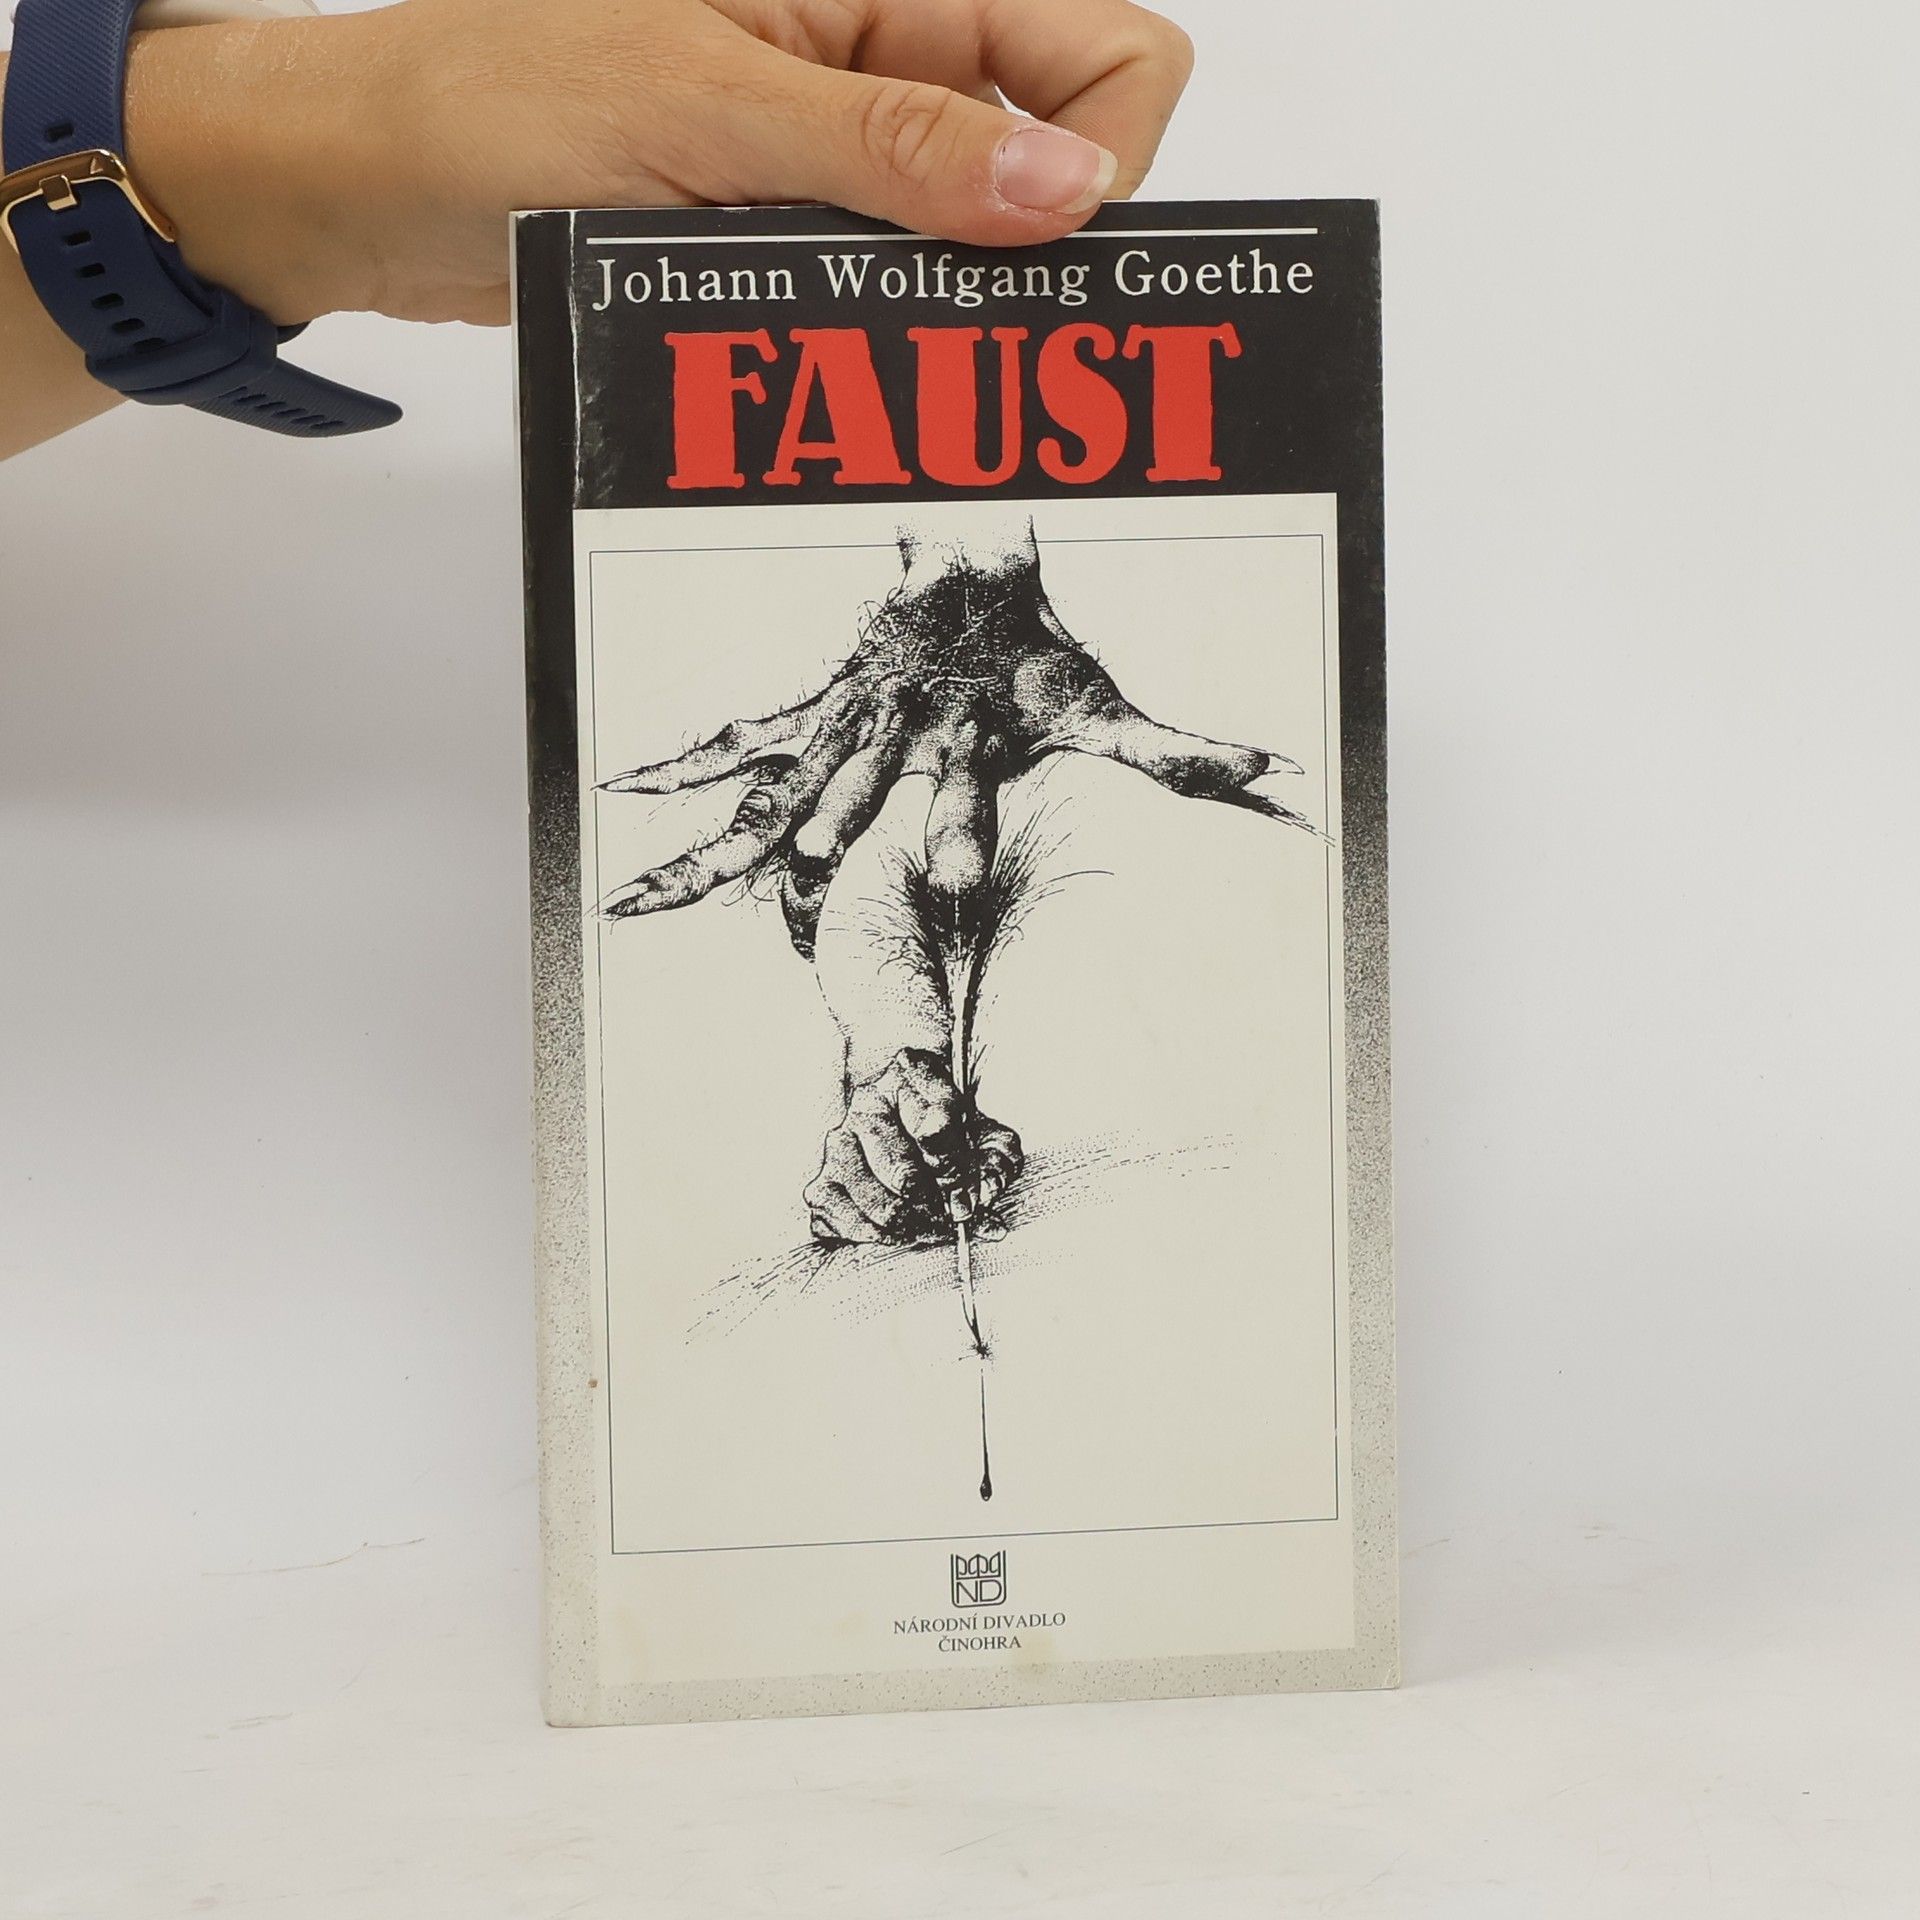 Johann Wolfgang Goethe
FAUST
ND
NÁRODNÍ DIVADLO
ČINOHRA